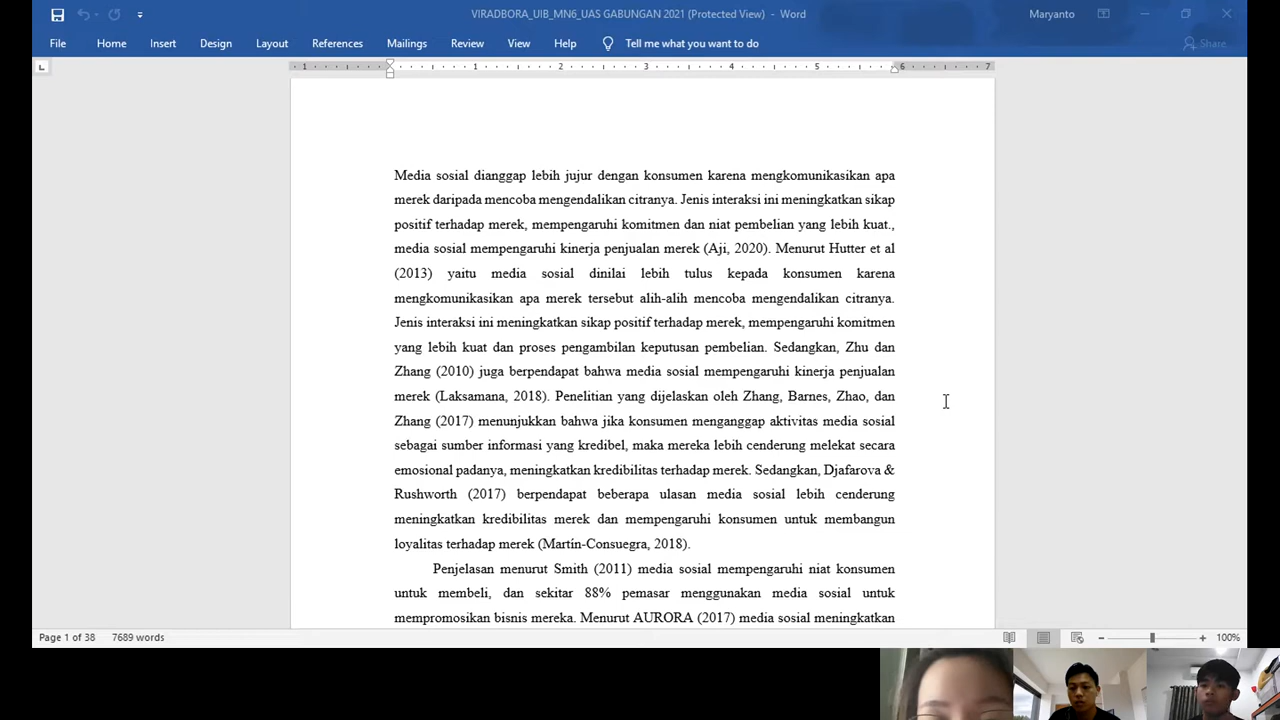 VIRADBORA_UIB_MN6_UAS GABUNGAN 2021 (Protected View) - Word
Maryanto
File Home Insert Design Layout References Mailings Review View Help Tell me what you want to do Share
1 1 2 3 4 5 6 7
Media sosial dianggap lebih jujur dengan konsumen karena mengkomunikasikan apa
merek daripada mencoba mengendalikan citranya. Jenis interaksi ini meningkatkan sikap
positif terhadap merek, mempengaruhi komitmen dan niat pembelian yang lebih kuat.,
media sosial mempengaruhi kinerja penjualan merek (Aji, 2020). Menurut Hutter et al
(2013) yaitu media sosial dinilai lebih tulus kepada konsumen karena
mengkomunikasikan apa merek tersebut alih-alih mencoba mengendalikan citranya.
Jenis interaksi ini meningkatkan sikap positif terhadap merek, mempengaruhi komitmen
yang lebih kuat dan proses pengambilan keputusan pembelian. Sedangkan, Zhu dan
Zhang (2010) juga berpendapat bahwa media sosial mempengaruhi kinerja penjualan
merek (Laksamana, 2018). Penelitian yang dijelaskan oleh Zhang, Barnes, Zhao, dan
Zhang (2017) menunjukkan bahwa jika konsumen menganggap aktivitas media sosial
sebagai sumber informasi yang kredibel, maka mereka lebih cenderung melekat secara
emosional padanya, meningkatkan kredibilitas terhadap merek. Sedangkan, Djafarova &
Rushworth (2017) berpendapat beberapa ulasan media sosial lebih cenderung
meningkatkan kredibilitas merek dan mempengaruhi konsumen untuk membangun
loyalitas terhadap merek (Martín-Consuegra, 2018).
Penjelasan menurut Smith (2011) media sosial mempengaruhi niat konsumen
untuk membeli, dan sekitar 88% pemasar menggunakan media sosial untuk
mempromosikan bisnis mereka. Menurut AURORA (2017) media sosial meningkatkan
Page 1 of 38 7689 words 100%